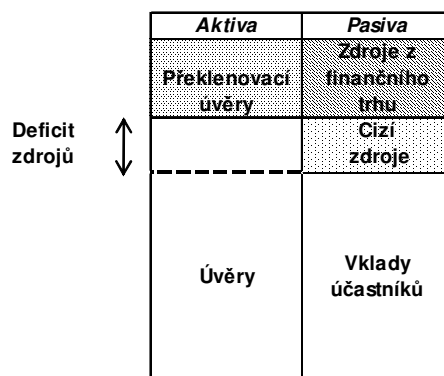 Aktiva
Pasiva
Překlenovací
úvěry
Zdroje z
finančního
trhu
Deficit
zdrojů
Cizí
zdroje
Úvěry
Vklady
účastníků